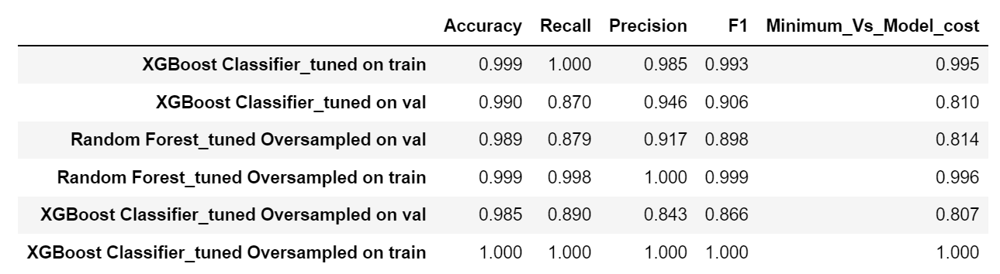 Accuracy Recall Precision F1 Minimum_Vs_Model_cost
XGBoost Classifier_tuned on train 0.999 1.000 0.985 0.993 0.995
XGBoost Classifier_tuned on val 0.990 0.870 0.946 0.906 0.810
Random Forest_tuned Oversampled on val 0.989 0.879 0.917 0.898 0.814
Random Forest_tuned Oversampled on train 0.999 0.998 1.000 0.999 0.996
XGBoost Classifier_tuned Oversampled on val 0.985 0.890 0.843 0.866 0.807
XGBoost Classifier_tuned Oversampled on train 1.000 1.000 1.000 1.000 1.000